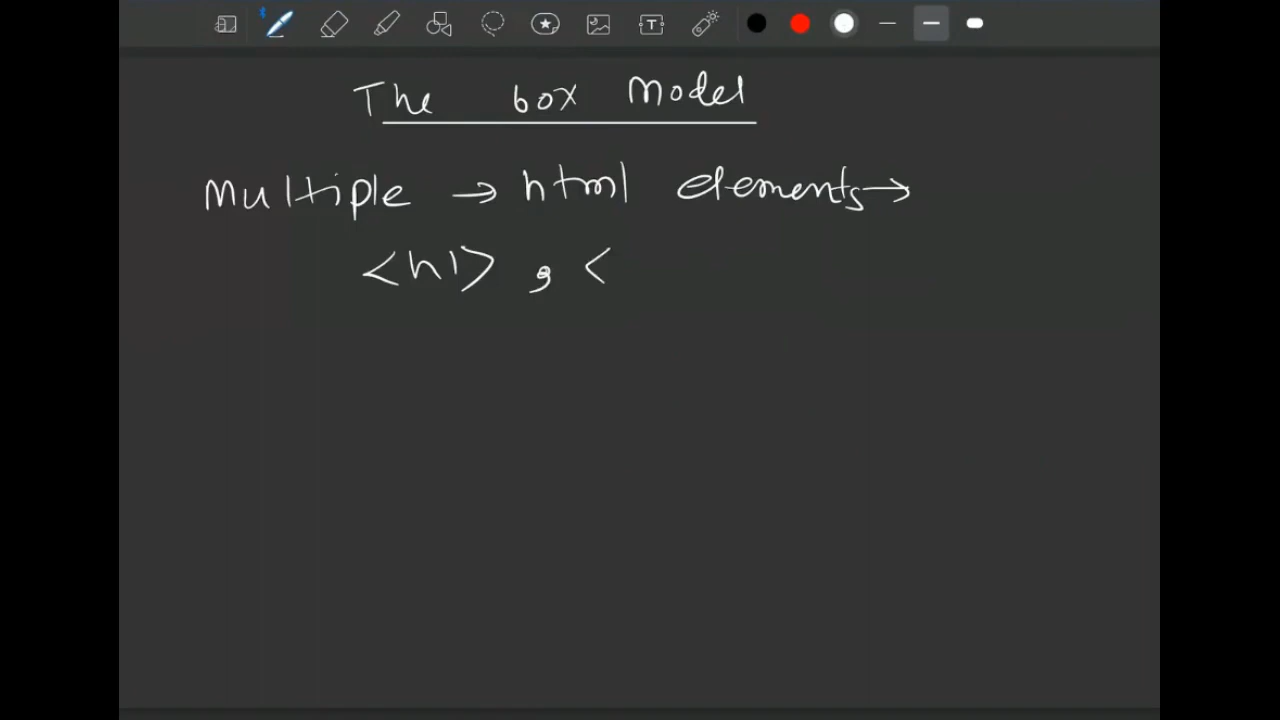 The box Model
Multiple → html elements →
<h1> , <